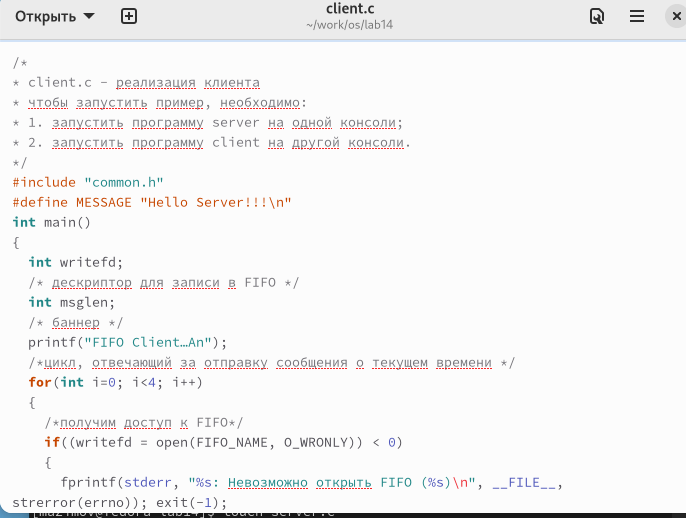 Открыть
client.c
~/work/os/lab14
/*
* client.c - реализация клиента
* чтобы запустить пример, необходимо:
* 1. запустить программу server на одной консоли;
* 2. запустить программу client на другой консоли.
*/
#include "common.h"
#define MESSAGE "Hello Server!!!\n"
int main()
{
int writefd;
/* дескриптор для записи в FIFO */
int msglen;
/* баннер */
printf("FIFO Client…An");
/*цикл, отвечающий за отправку сообщения о текущем времени */
for(int i=0; i<4; i++)
{
/*получим доступ к FIFO*/
if((writefd = open(FIFO_NAME, O_WRONLY)) < 0)
{
fprintf(stderr, "%s: Невозможно открыть FIFO (%s)\n", __FILE__,
strerror(errno)); exit(-1);